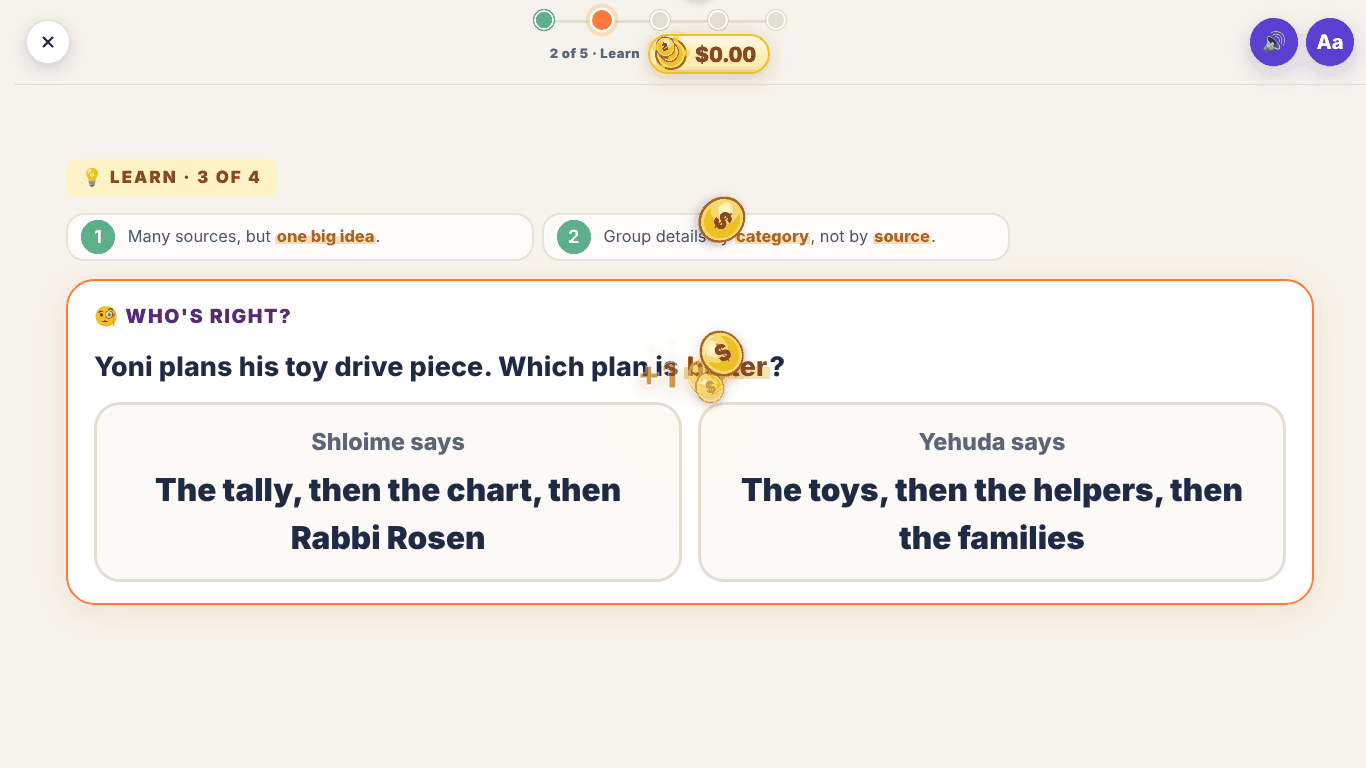 2 of 5 · Learn
$0.00
Aa
LEARN · 3 OF 4
1 Many sources, but one big idea.
2 Group details category, not by source.
WHO'S RIGHT?
Yoni plans his toy drive piece. Which plan is ?
Shloime says
The tally, then the chart, then
Rabbi Rosen
Yehuda says
The toys, then the helpers, then
the families